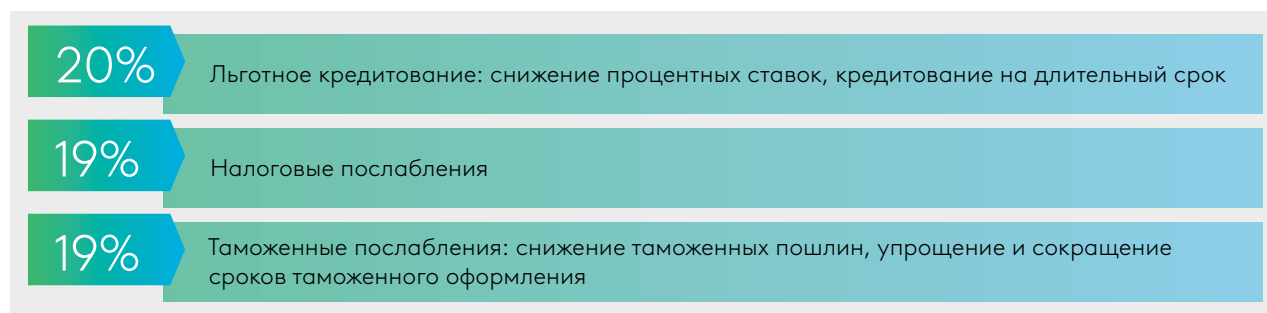 20%
Льготное кредитование: снижение процентных ставок, кредитование на длительный срок
19%
Налоговые послабления
19%
Таможенные послабления: снижение таможенных пошлин, упрощение и сокращение
сроков таможенного оформления